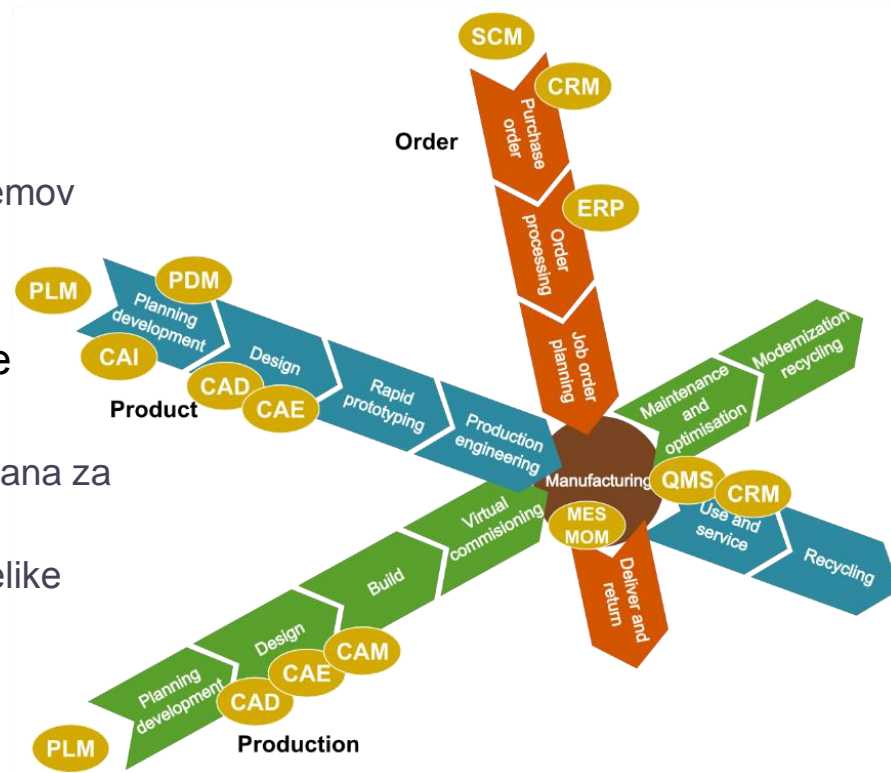 SCM
CRM
Purchase
order
Order
ERP
Order
processing
Job order
planning
emov
PLM
PDM
Planning
development
CAI
e
Design
CAD
CAE
Product
Rapid
prototyping
Production
engineering
ana za
elike
Manufacturing
MES
MOM
Maintenance
and
optimisation
Modernization
recycling
QMS
CRM
Use and
service
Recycling
Deliver and
return
Virtual
commisioning
Build
Design
CAM
CAE
CAD
Planning
development
PLM
Production